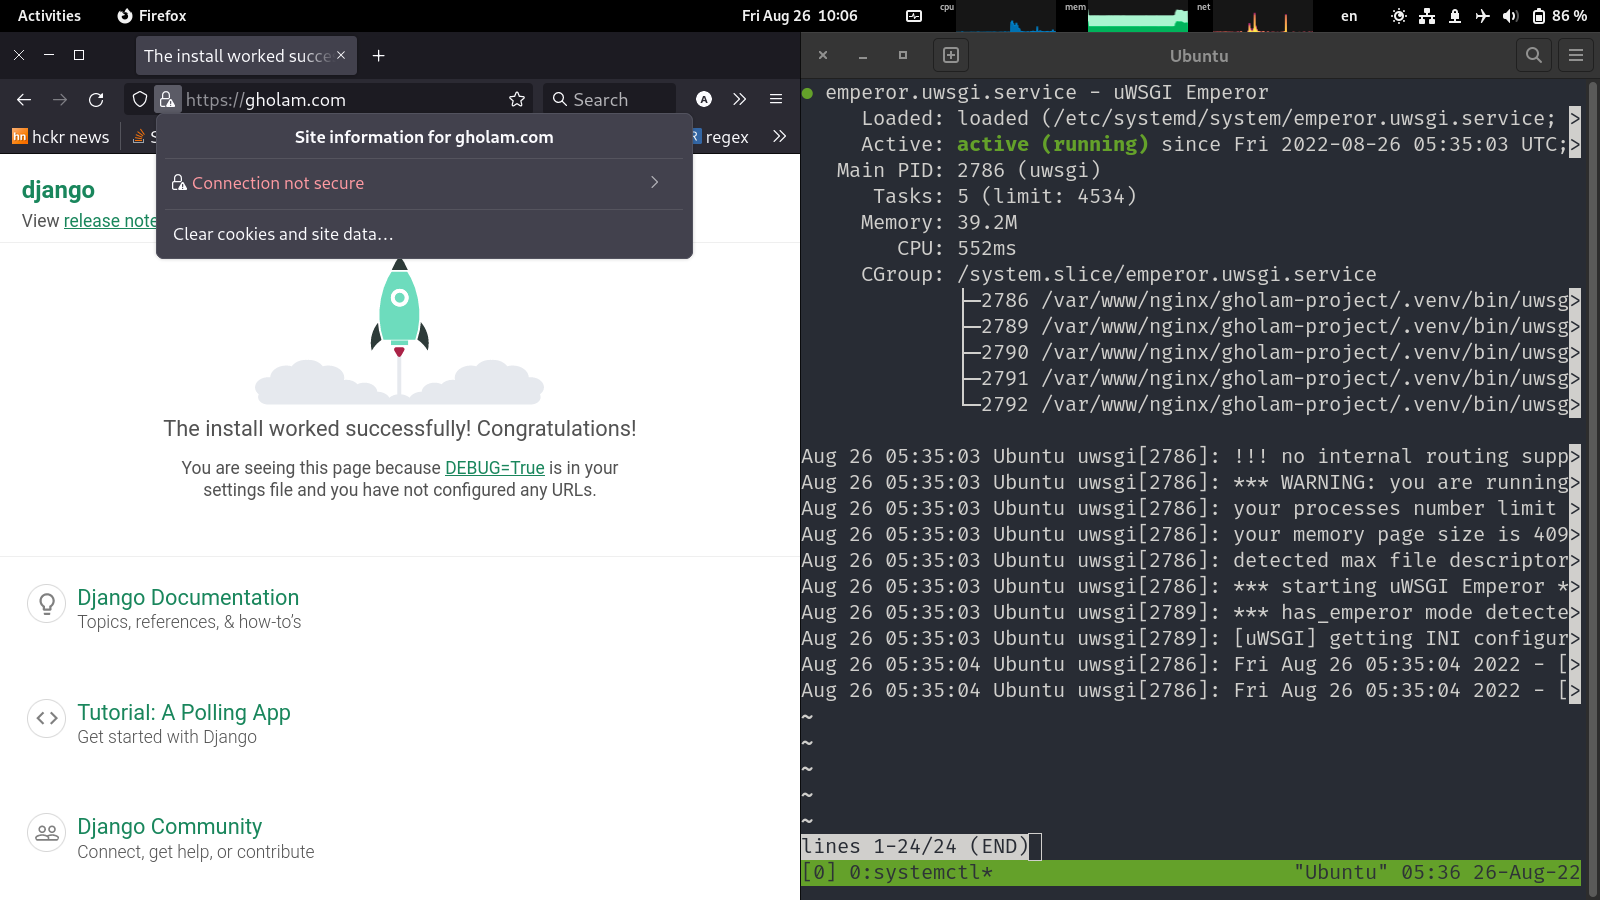 Activities Firefox Fri Aug 26 10:06 cpu mem net en 86 %
The install worked succe
https://gholam.com Search
hckr news S regex
Site information for gholam.com
Connection not secure
Clear cookies and site data…
django
View release note
The install worked successfully! Congratulations!
You are seeing this page because DEBUG=True is in your
settings file and you have not configured any URLs.
Django Documentation
Topics, references, & how-to’s
Tutorial: A Polling App
Get started with Django
Django Community
Connect, get help, or contribute
Ubuntu
● emperor.uwsgi.service - uWSGI Emperor
Loaded: loaded (/etc/systemd/system/emperor.uwsgi.service; >
Active: active (running) since Fri 2022-08-26 05:35:03 UTC;>
Main PID: 2786 (uwsgi)
Tasks: 5 (limit: 4534)
Memory: 39.2M
CPU: 552ms
CGroup: /system.slice/emperor.uwsgi.service
├─2786 /var/www/nginx/gholam-project/.venv/bin/uwsg>
├─2789 /var/www/nginx/gholam-project/.venv/bin/uwsg>
├─2790 /var/www/nginx/gholam-project/.venv/bin/uwsg>
├─2791 /var/www/nginx/gholam-project/.venv/bin/uwsg>
└─2792 /var/www/nginx/gholam-project/.venv/bin/uwsg>
Aug 26 05:35:03 Ubuntu uwsgi[2786]: !!! no internal routing supp>
Aug 26 05:35:03 Ubuntu uwsgi[2786]: *** WARNING: you are running>
Aug 26 05:35:03 Ubuntu uwsgi[2786]: your processes number limit >
Aug 26 05:35:03 Ubuntu uwsgi[2786]: your memory page size is 409>
Aug 26 05:35:03 Ubuntu uwsgi[2786]: detected max file descriptor>
Aug 26 05:35:03 Ubuntu uwsgi[2786]: *** starting uWSGI Emperor *>
Aug 26 05:35:03 Ubuntu uwsgi[2789]: *** has_emperor mode detecte>
Aug 26 05:35:03 Ubuntu uwsgi[2789]: [uWSGI] getting INI configur>
Aug 26 05:35:04 Ubuntu uwsgi[2786]: Fri Aug 26 05:35:04 2022 - [>
Aug 26 05:35:04 Ubuntu uwsgi[2786]: Fri Aug 26 05:35:04 2022 - [>
~
~
~
~
~
lines 1-24/24 (END)
[0] 0:systemctl* "Ubuntu" 05:36 26-Aug-22